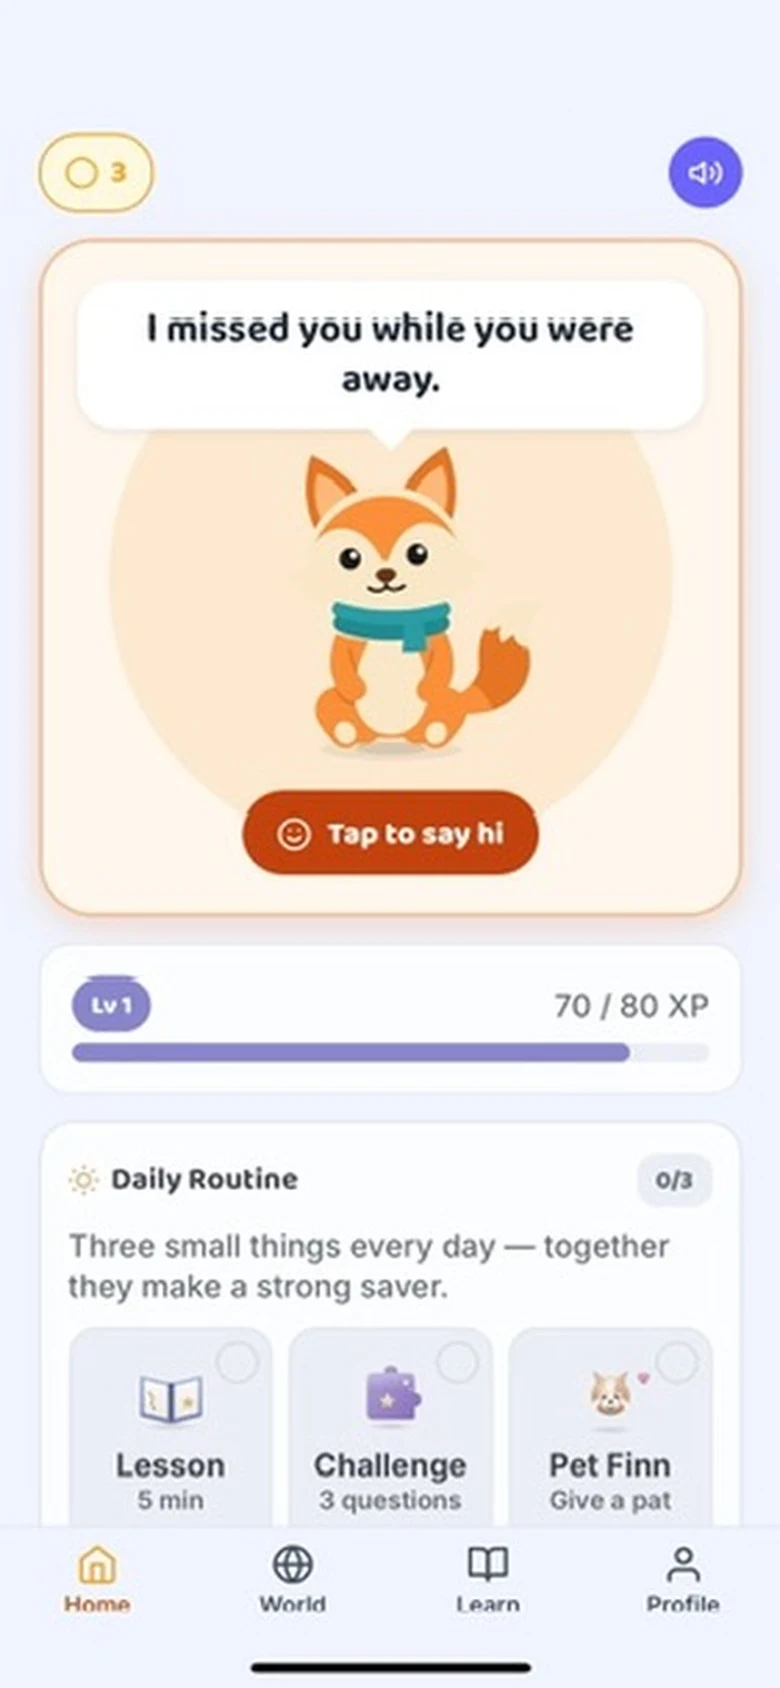 3
I missed you while you were
away.
Tap to say hi
Lv 1
70 / 80 XP
Daily Routine
0/3
Three small things every day — together
they make a strong saver.
Lesson
Challenge
Pet Finn
5 min
3 questions
Give a pat
Home
World
Learn
Profile